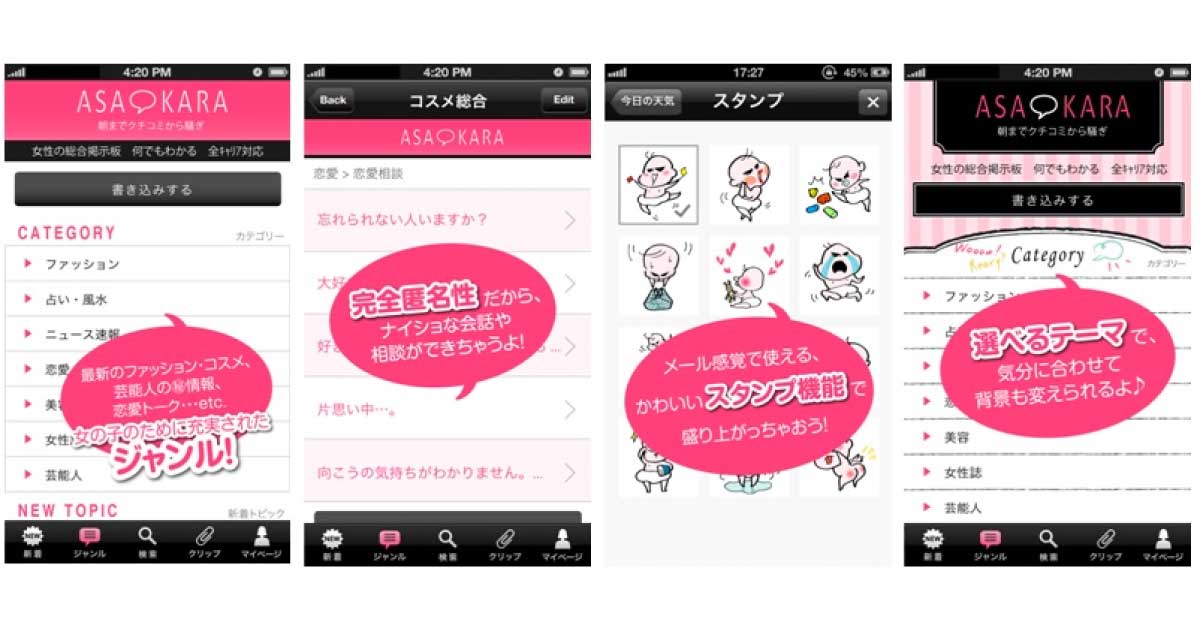 4:20 PM
ASA KARA
朝までクチコミから騒ぎ
女性の総合掲示板 何でもわかる 全キャリア対応
書き込みする
CATEGORY
カテゴリー
ファッション
占い・風水
ニュース速報
恋愛
美容
女性
芸能人
最新のファッション・コスメ、
芸能人の㊙情報、
恋愛トーク…etc.
女の子のために充実された
ジャンル!
NEW TOPIC
新着トピック
NEW
新着
ジャンル
検索
クリップ
マイページ
4:20 PM
Back
コスメ総合
Edit
ASA KARA
恋愛 > 恋愛相談
忘れられない人いますか？
大好
好き
片思い中…。
向こうの気持ちがわかりません。…
完全匿名性だから、
ナイショな会話や
相談ができちゃうよ!
NEW
新着
ジャンル
検索
クリップ
マイページ
17:27
45%
今日の天気
スタンプ
×
メール感覚で使える、
かわいいスタンプ機能で
盛り上がっちゃおう!
4:20 PM
ASA KARA
朝までクチコミから騒ぎ
女性の総合掲示板 何でもわかる 全キャリア対応
書き込みする
Category
カテゴリー
ファッション
占
恋
美容
女性誌
芸能人
選べるテーマで、
気分に合わせて
背景も変えられるよ♪
NEW
新着
ジャンル
検索
クリップ
マイページ